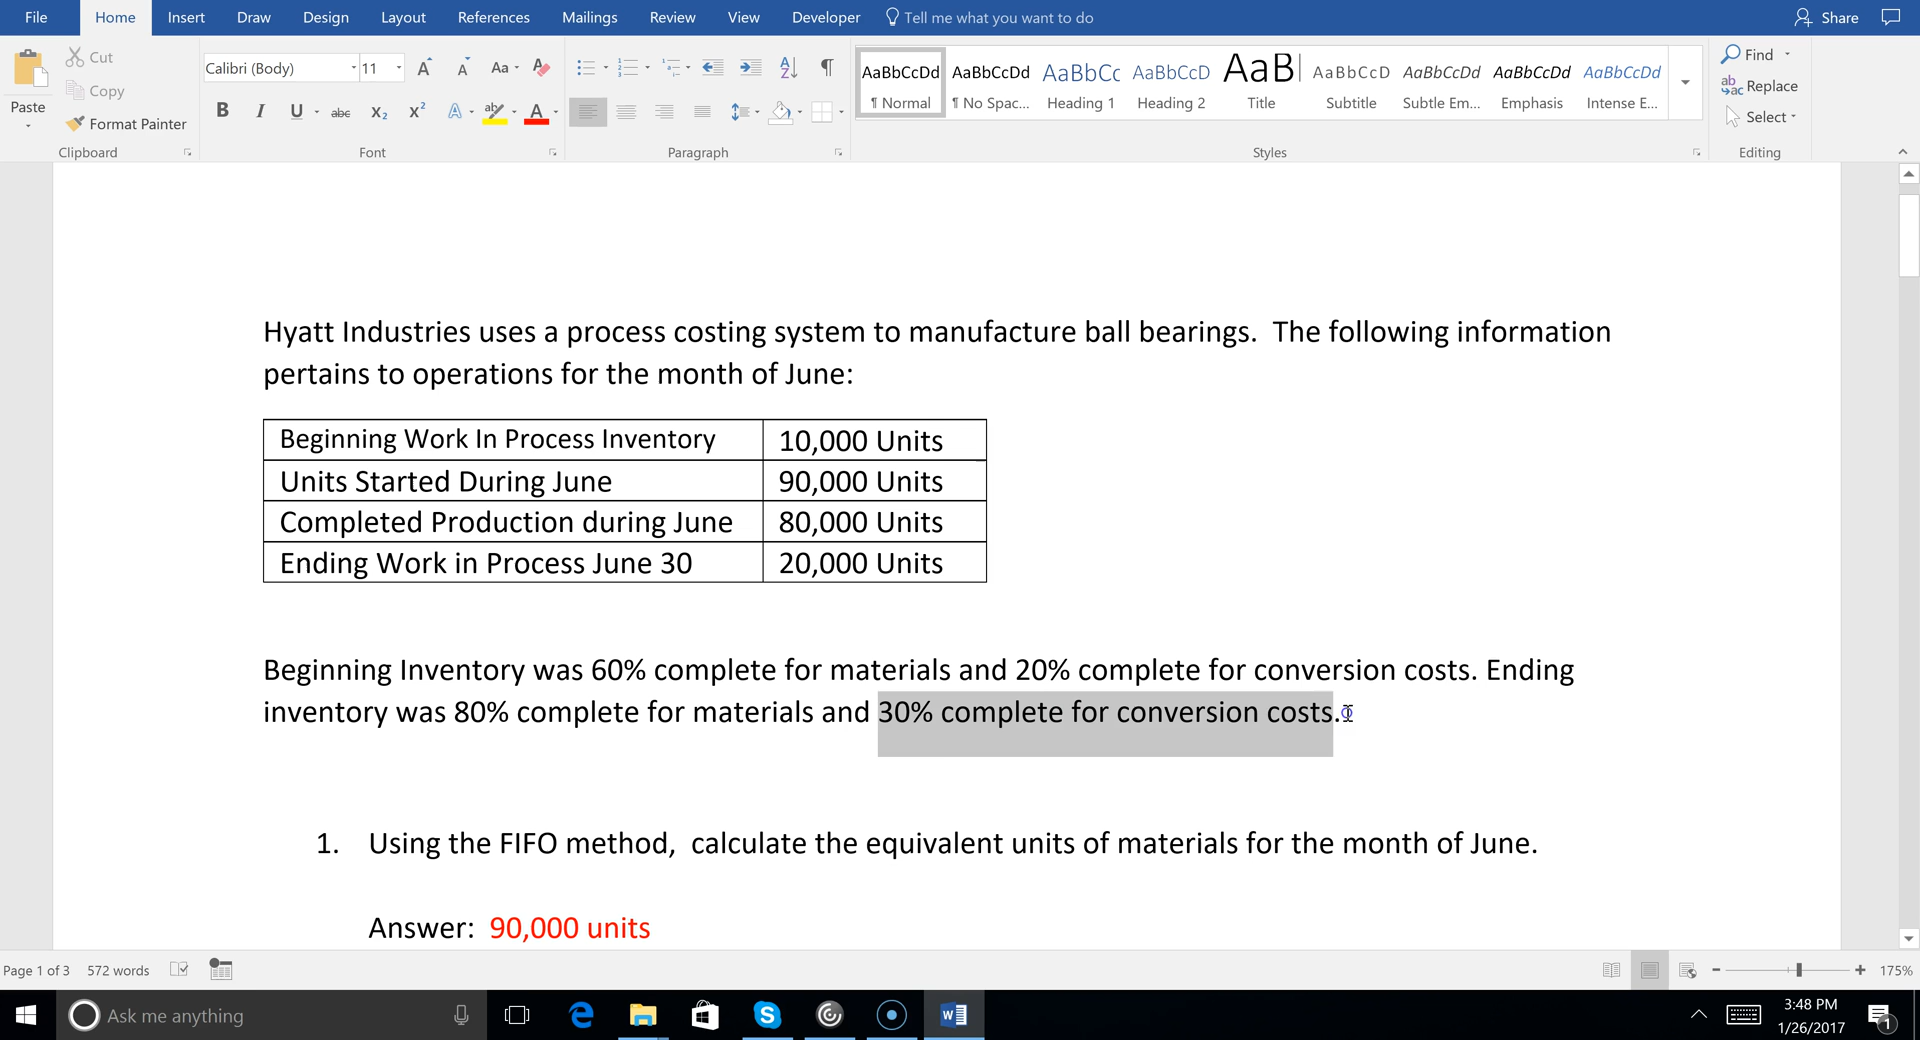 File Home Insert Draw Design Layout References Mailings Review View Developer Tell me what you want to do Share
Cut
Copy
Paste
Format Painter
Clipboard
Calibri (Body) 11
Font
Paragraph
AaBbCcDd AaBbCcDd AaBbCc AaBbCcD AaB AaBbCcD AaBbCcDd AaBbCcDd AaBbCcDd
¶ Normal ¶ No Spac... Heading 1 Heading 2 Title Subtitle Subtle Em... Emphasis Intense E...
Styles
Find
Replace
Select
Editing
Hyatt Industries uses a process costing system to manufacture ball bearings.  The following information
pertains to operations for the month of June:
Beginning Work In Process Inventory 10,000 Units
Units Started During June 90,000 Units
Completed Production during June 80,000 Units
Ending Work in Process June 30 20,000 Units
Beginning Inventory was 60% complete for materials and 20% complete for conversion costs. Ending
inventory was 80% complete for materials and 30% complete for conversion costs.
1. Using the FIFO method,  calculate the equivalent units of materials for the month of June.
Answer:  90,000 units
Page 1 of 3 572 words 175%
Ask me anything
3:48 PM
1/26/2017
1